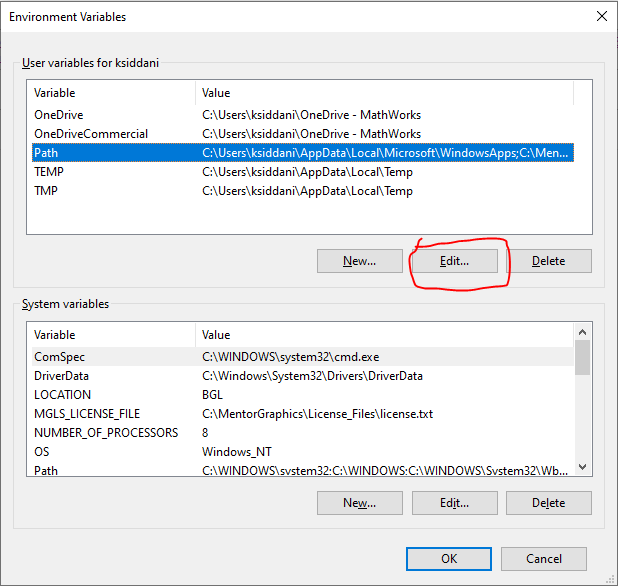 Environment Variables
User variables for ksiddani
Variable Value
OneDrive C:\Users\ksiddani\OneDrive - MathWorks
OneDriveCommercial C:\Users\ksiddani\OneDrive - MathWorks
Path C:\Users\ksiddani\AppData\Local\Microsoft\WindowsApps;C:\Men...
TEMP C:\Users\ksiddani\AppData\Local\Temp
TMP C:\Users\ksiddani\AppData\Local\Temp
New... Edit... Delete
System variables
Variable Value
ComSpec C:\WINDOWS\system32\cmd.exe
DriverData C:\Windows\System32\Drivers\DriverData
LOCATION BGL
MGLS_LICENSE_FILE C:\MentorGraphics\License_Files\license.txt
NUMBER_OF_PROCESSORS 8
OS Windows_NT
Path C:\WINDOWS\system32;C:\WINDOWS;C:\WINDOWS\System32\Wb...
New... Edit... Delete
OK Cancel